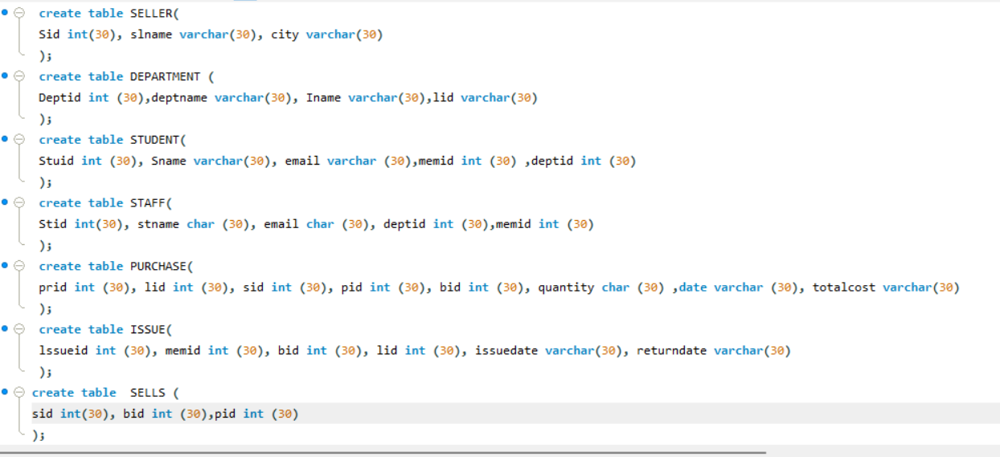 create table SELLER(
Sid int(30), slname varchar(30), city varchar(30)
);
create table DEPARTMENT (
Deptid int (30),deptname varchar(30), Iname varchar(30),lid varchar(30)
);
create table STUDENT(
Stuid int (30), Sname varchar(30), email varchar (30),memid int (30) ,deptid int (30)
);
create table STAFF(
Stid int(30), stname char (30), email char (30), deptid int (30),memid int (30)
);
create table PURCHASE(
prid int (30), lid int (30), sid int (30), pid int (30), bid int (30), quantity char (30) ,date varchar (30), totalcost varchar(30)
);
create table ISSUE(
lssueid int (30), memid int (30), bid int (30), lid int (30), issuedate varchar(30), returndate varchar(30)
);
create table  SELLS (
sid int(30), bid int (30),pid int (30)
);